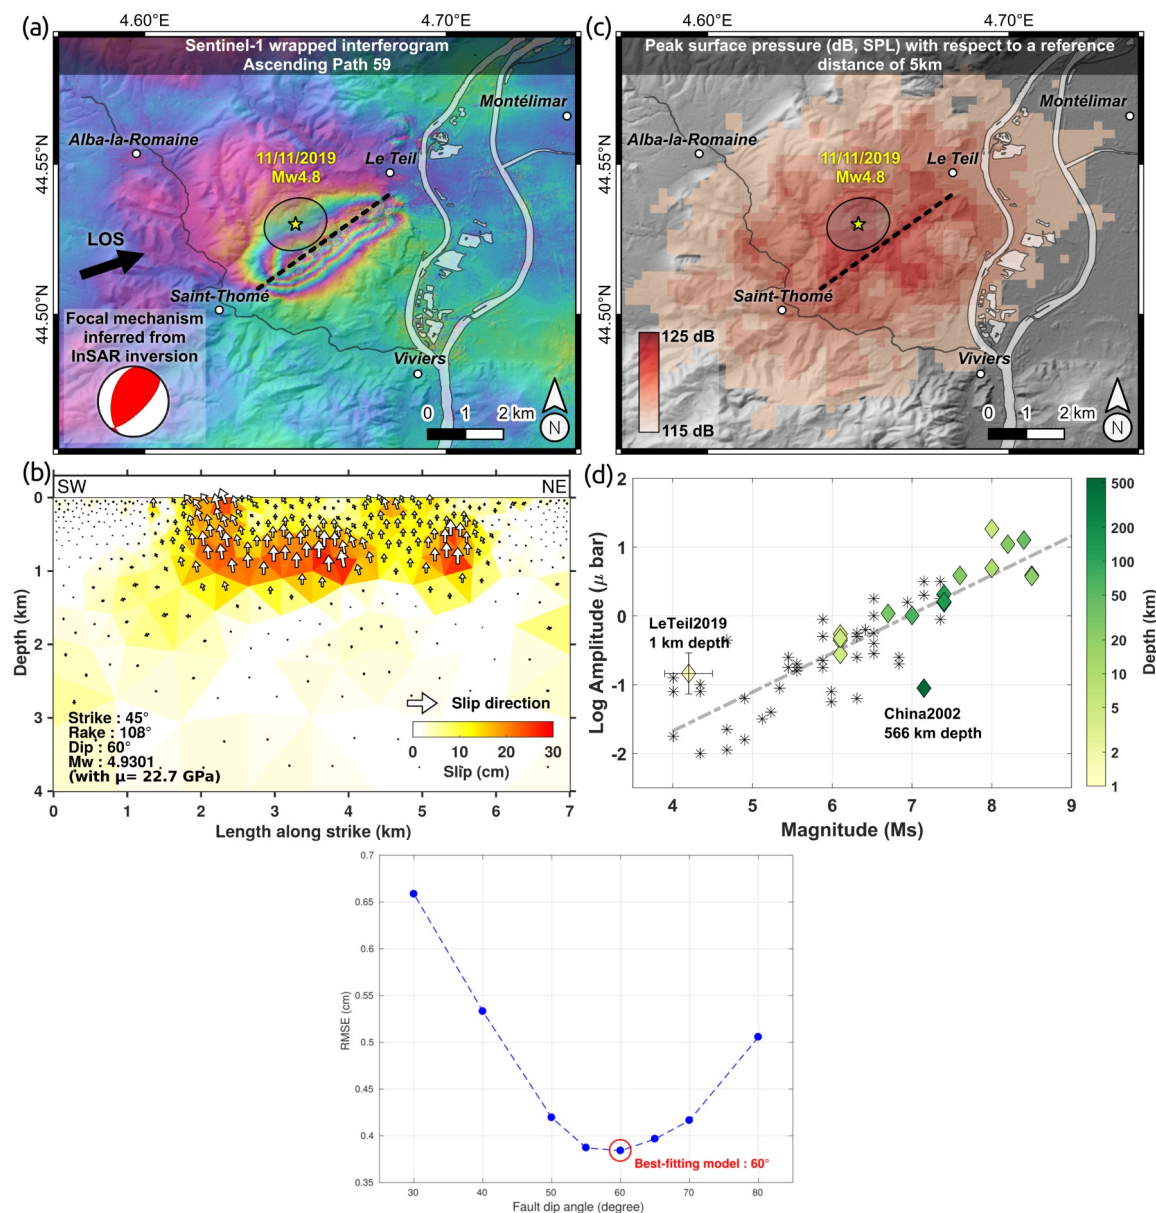 (a)
4.60°E
4.70°E
Sentinel-1 wrapped interferogram
Ascending Path 59
44.55°N
44.50°N
Montélimar
Alba-la-Romaine
11/11/2019
Mw4.8
Le Teil
LOS
Saint-Thomé
Viviers
Focal mechanism
inferred from
InSAR inversion
0 1 2 km
N
(c)
4.60°E
4.70°E
Peak surface pressure (dB, SPL) with respect to a reference
distance of 5km
44.55°N
44.50°N
Montélimar
Alba-la-Romaine
11/11/2019
Mw4.8
Le Teil
Saint-Thomé
Viviers
125 dB
115 dB
0 1 2 km
N
(b)
SW
NE
0
1
2
3
4
Depth (km)
Strike : 45°
Rake : 108°
Dip : 60°
Mw : 4.9301
(with μ= 22.7 GPa)
Slip direction
0 10 20 30
Slip (cm)
0 1 2 3 4 5 6 7
Length along strike (km)
(d)
2
1
0
-1
-2
Log Amplitude (μ bar)
LeTeil2019
1 km depth
China2002
566 km depth
4 5 6 7 8 9
Magnitude (Ms)
500
200
100
50
20
10
5
2
1
Depth (km)
0.7
0.65
0.6
0.55
0.5
0.45
0.4
0.35
RMSE (cm)
Best-fitting model : 60°
30 40 50 60 70 80
Fault dip angle (degree)